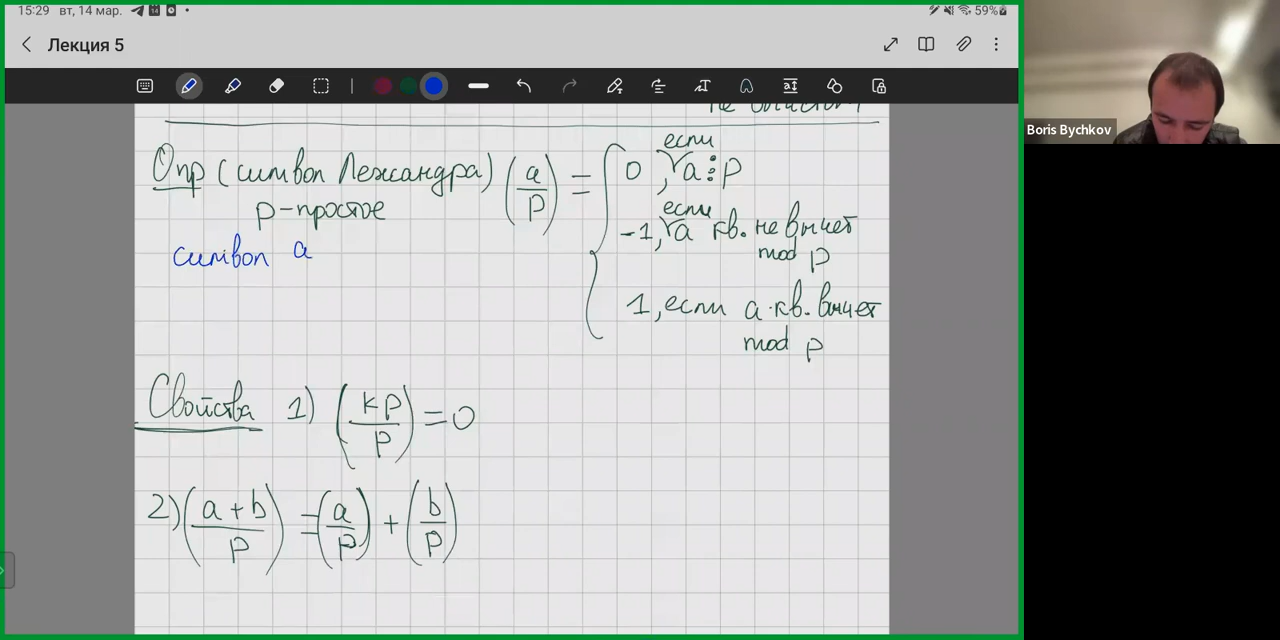 15:29 вт, 14 мар.
59%
Лекция 5
Boris Bychkov
не
Опр (символ Лежандра) (a/p) = { 0, если a ⋮ p
p - простое
-1, если a кв. не вычет mod p
символ a
1, если a кв. вычет mod p
Свойства 1) (kp/p) = 0
2) (a+b/p) = (a/p) + (b/p)